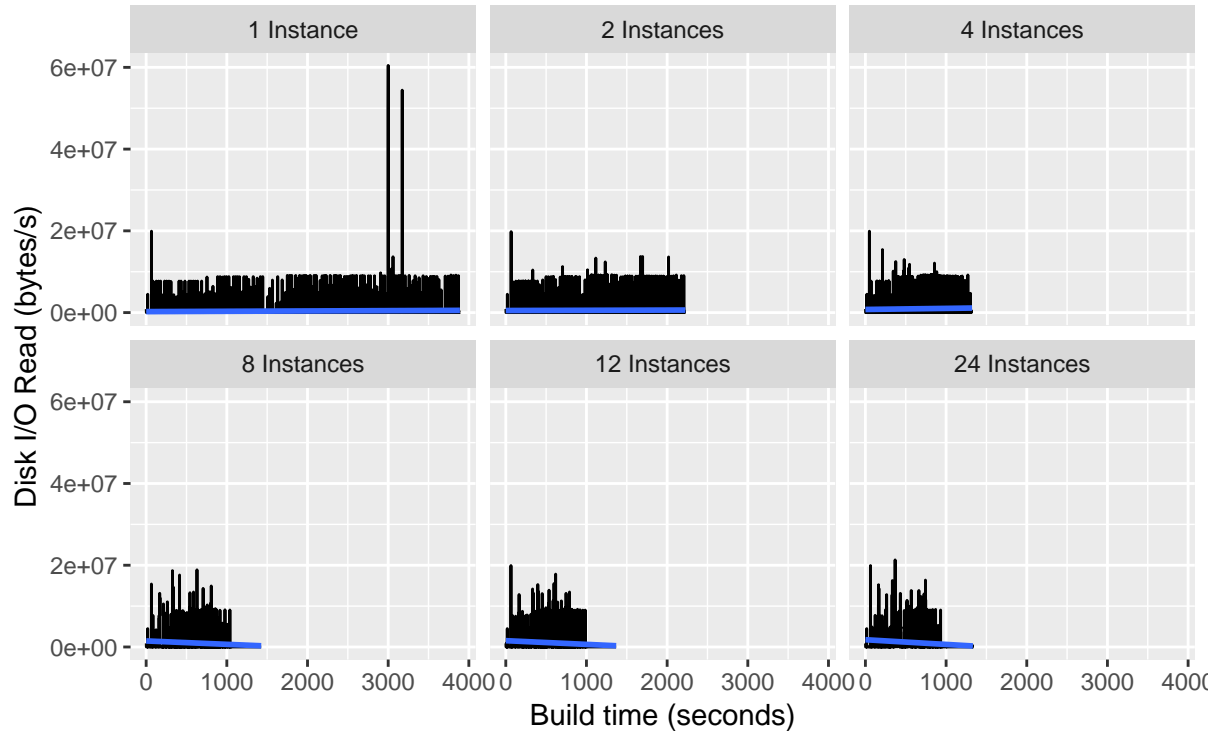 1 Instance
2 Instances
4 Instances
6e+07
4e+07
2e+07
0e+00
8 Instances
12 Instances
24 Instances
6e+07
4e+07
2e+07
0e+00
0 1000 2000 3000 4000
0 1000 2000 3000 4000
0 1000 2000 3000 400
Build time (seconds)
Disk I/O Read (bytes/s)